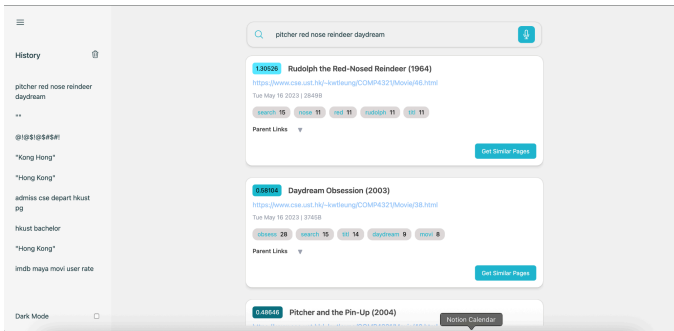 History
pitcher red nose reindeer
daydream
""
@!@$!@$#$#!
"Kong Hong"
"Hong Kong"
admiss cse depart hkust
pg
hkust bachelor
"Hong Kong"
imdb maya movi user rate
Dark Mode
pitcher red nose reindeer daydream
1.30526 Rudolph the Red-Nosed Reindeer (1964)
https://www.cse.ust.hk/~kwtleung/COMP4321/Movie/46.html
Tue May 16 2023 | 29498
search 15 nose 11 red 11 rudolph 11 titl 11
Parent Links
Get Similar Pages
0.58104 Daydream Obsession (2003)
https://www.cse.ust.hk/~kwtleung/COMP4321/Movie/38.html
Tue May 16 2023 | 37458
obsess 28 search 15 titl 14 daydream 9 movi 8
Parent Links
Get Similar Pages
0.48646 Pitcher and the Pin-Up (2004)
Notion Calendar